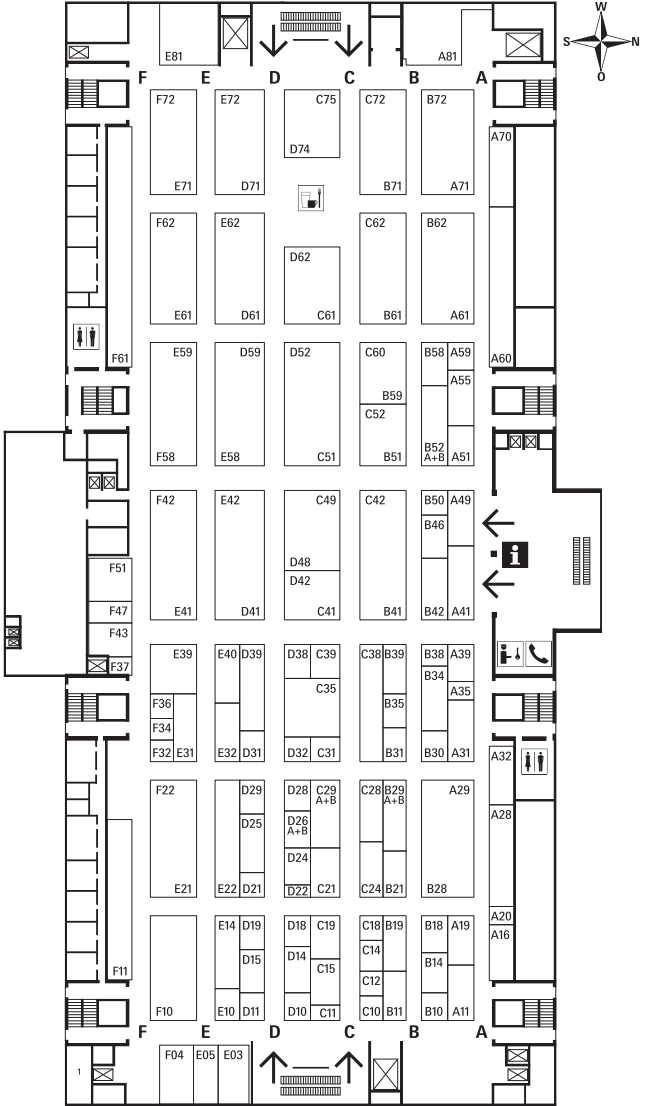 W
S N
O
E81 A81
F E D C B A
F72 E72 C75 C72 B72
A70
D74
E71 D71 B71 A71
F62 E62 C62 B62
D62
E61 D61 C61 B61 A61
F61 A60
E59 D59 D52 C60 B58 A59
A55
B59
C52
B52
A+B
F58 E58 C51 B51 A51
F42 E42 C49 C42 B50 A49
B46
i
D48
F51
D42
F47 E41 D41 C41 B41 B42 A41
F43
F37
E39 E40 D39 D38 C39 C38 B39 B38 A39
B34
C35 A35
F36 B35
F34
F32 E31 E32 D31 D32 C31 B31 B30 A31
A32
F22 D29 D28 C29 C28 B29 A29
A+B A+B
D25 D26 A28
A+B
D24
E21 E22 D21 D22 C21 C24 B21 B28
A20
E14 D19 D18 C19 C18 B19 B18 A19 A16
D15 D14 C14 B14
F11 C15
C12
F10 E10 D11 D10 C11 C10 B11 B10 A11
F E D C B A
F04 E05 E03
1